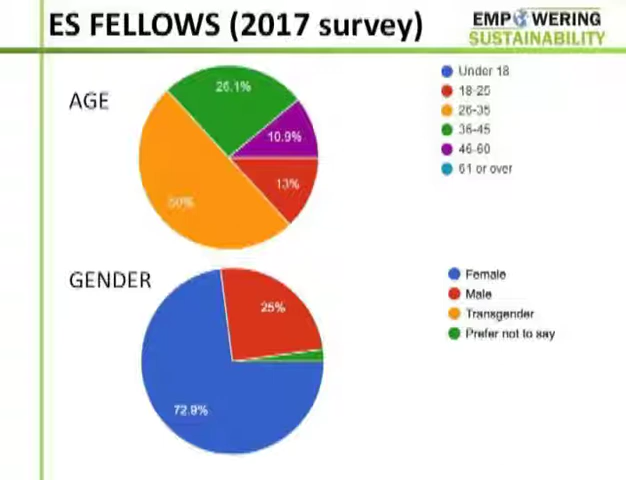 ES FELLOWS (2017 survey)
EMPOWERING
SUSTAINABILITY
AGE
26.1%
10.9%
13%
50%
Under 18
18-25
26-35
36-45
46-60
61 or over
GENDER
25%
72.9%
Female
Male
Transgender
Prefer not to say